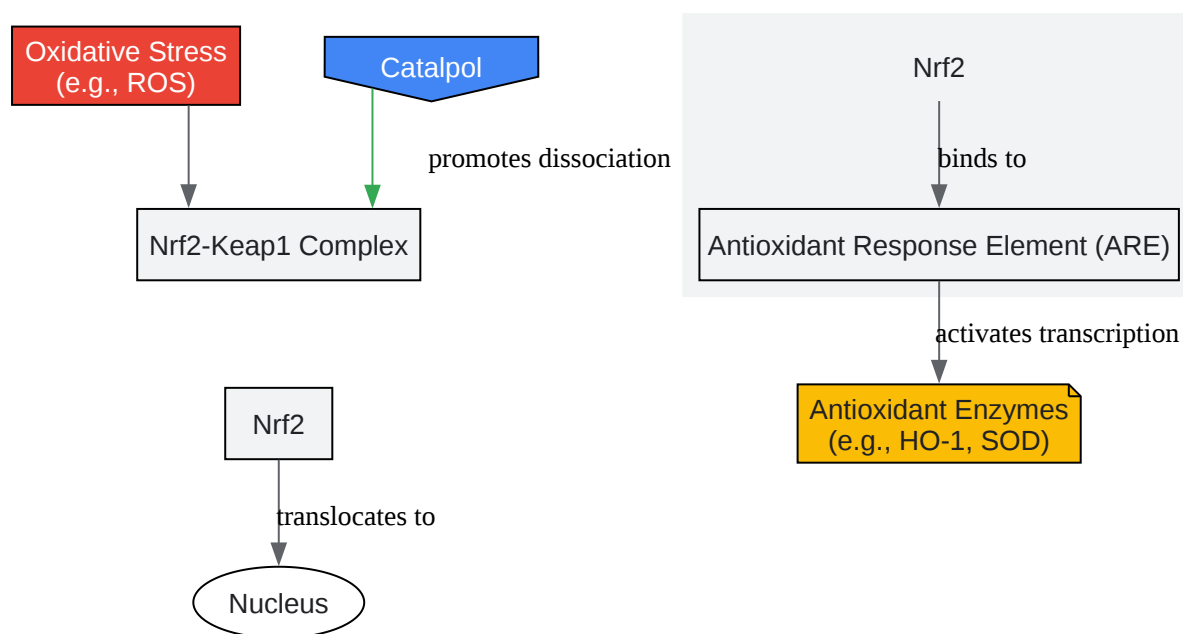 Oxidative Stress
(e.g., ROS)
Catalpol
promotes dissociation
Nrf2-Keap1 Complex
Nrf2
translocates to
Nucleus
Nrf2
binds to
Antioxidant Response Element (ARE)
activates transcription
Antioxidant Enzymes
(e.g., HO-1, SOD)